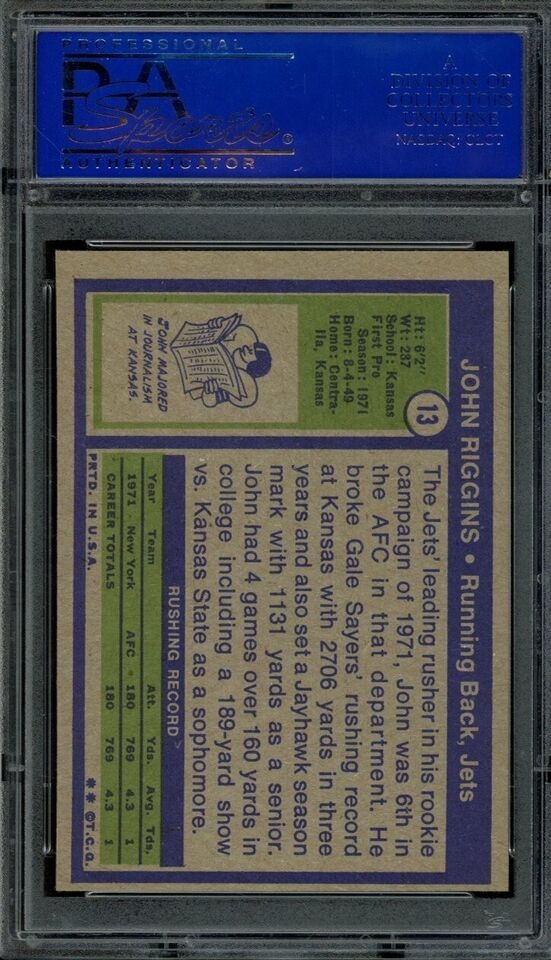 PROFESSIONAL
PSA
Sports®
AUTHENTICATOR
A
DIVISION OF
COLLECTORS
UNIVERSE
NASDAQ: CLCT
JOHN RIGGINS • Running Back, Jets
13
Ht: 6'2"
Wt: 237
School: Kansas
First Pro
Season: 1971
Born: 8-4-49
Home: Centra-
lia, Kansas
JOHN MAJORED
IN JOURNALISM
AT KANSAS.
The Jets' leading rusher in his rookie
campaign of 1971, John was 6th in
the AFC in that department. He
broke Gale Sayers' rushing record
at Kansas with 2706 yards in three
years and also set a Jayhawk season
mark with 1131 yards as a senior.
John had 4 games over 160 yards in
college including a 189-yard show
vs. Kansas State as a sophomore.
RUSHING RECORD
Year Team Att. Yds. Avg. Tds.
1971 New York AFC 180 769 4.3 1
CAREER TOTALS 180 769 4.3 1
PRTD. IN U.S.A.
** ©T.C.G.